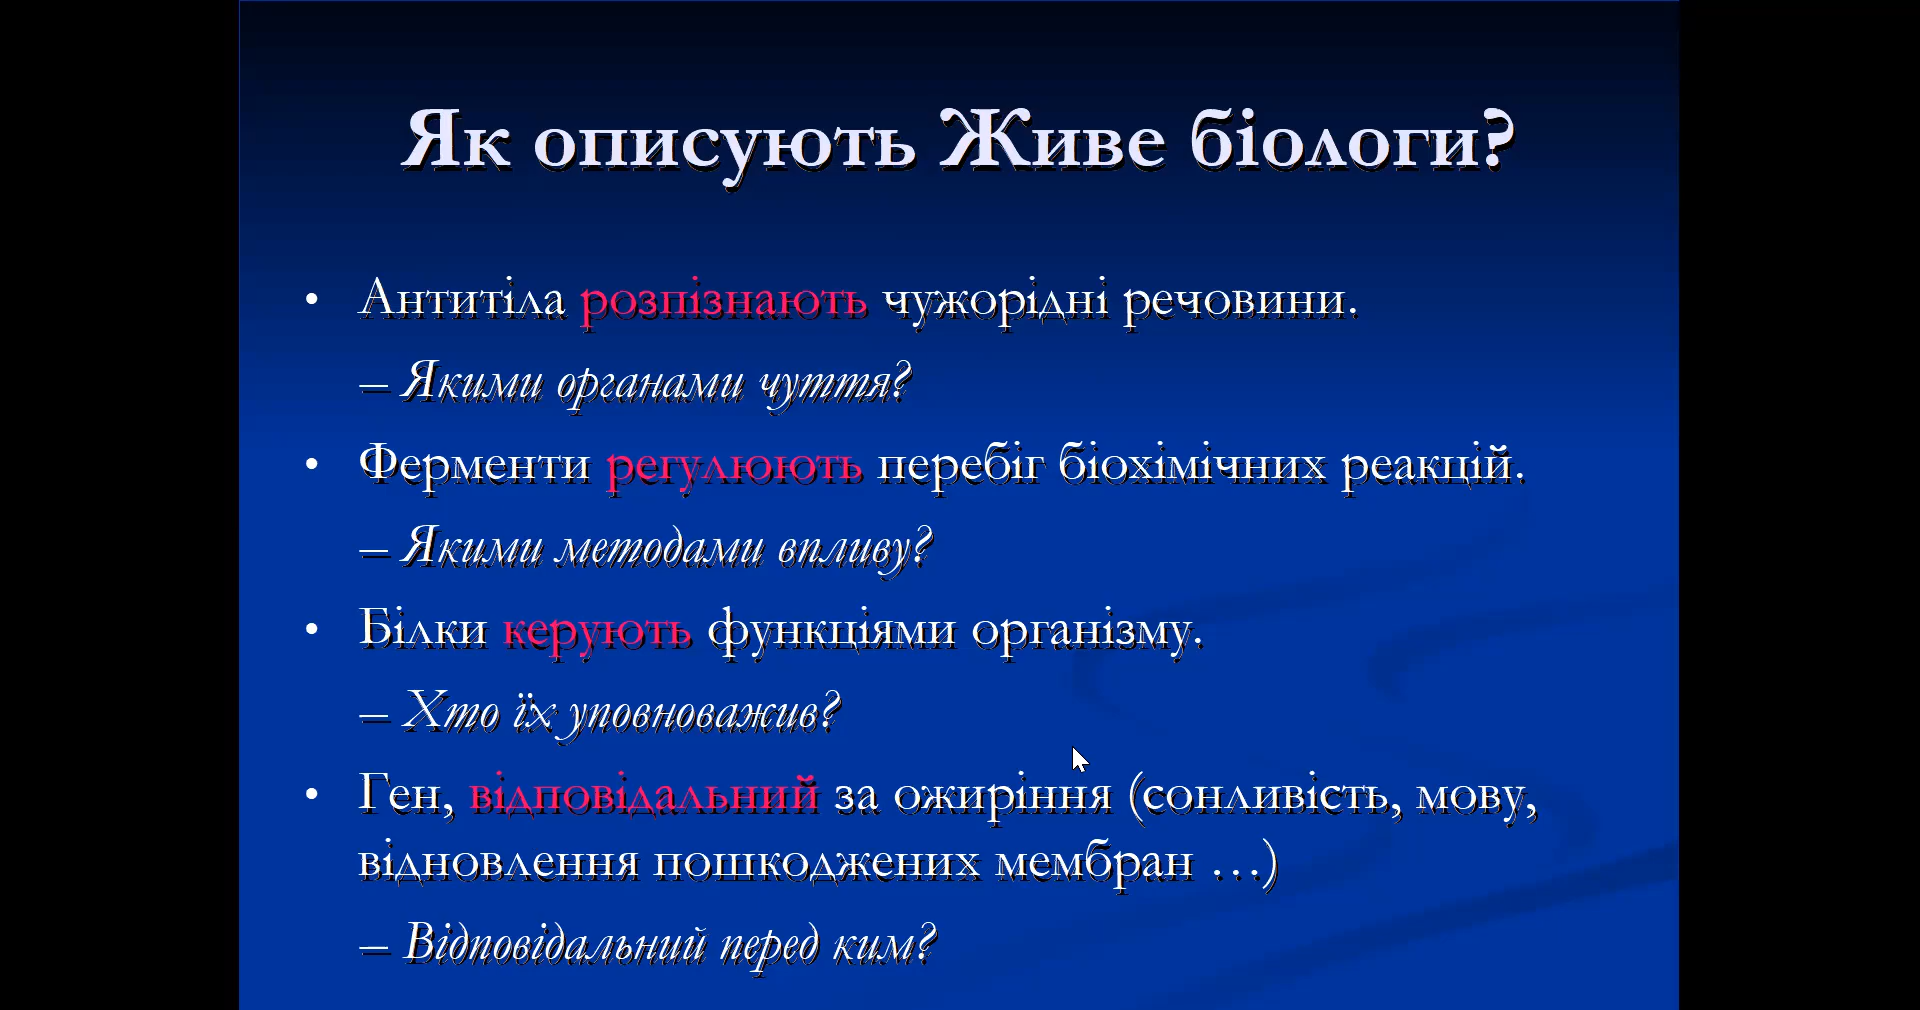 Як описують Живе біологи?
• Антитіла розпізнають чужорідні речовини.
– Якими органами чуття?
• Ферменти регулюють перебіг біохімічних реакцій.
– Якими методами впливу?
• Білки керують функціями організму.
– Хто їх уповноважив?
• Ген, відповідальний за ожиріння (сонливість, мову,
відновлення пошкоджених мембран …)
– Відповідальний перед ким?